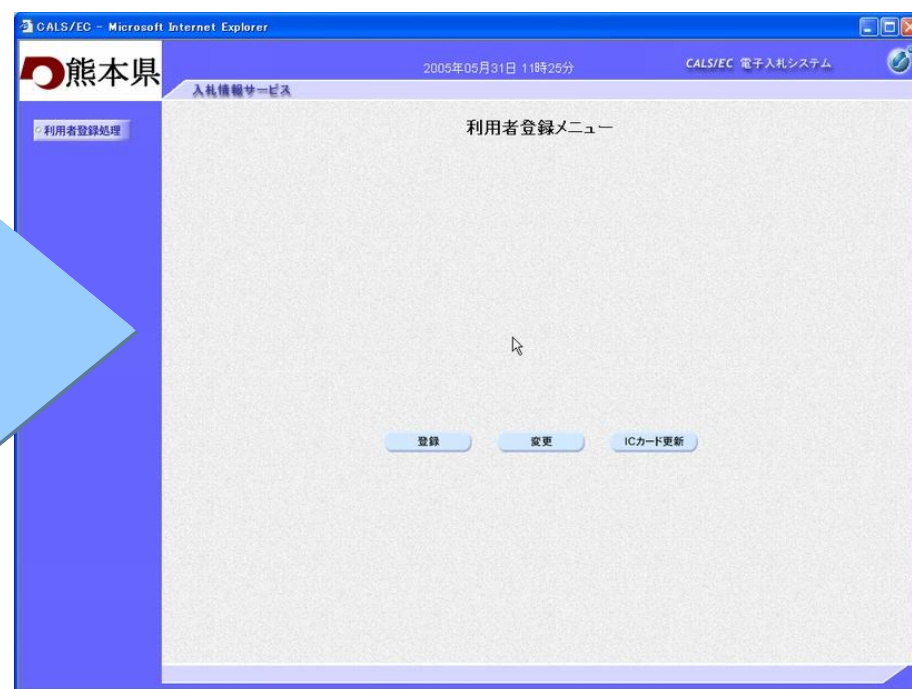 CALS/EC - Microsoft Internet Explorer
熊本県
2005年05月31日 11時25分
CALS/EC 電子入札システム
入札情報サービス
利用者登録処理
利用者登録メニュー
登録
変更
ICカード更新